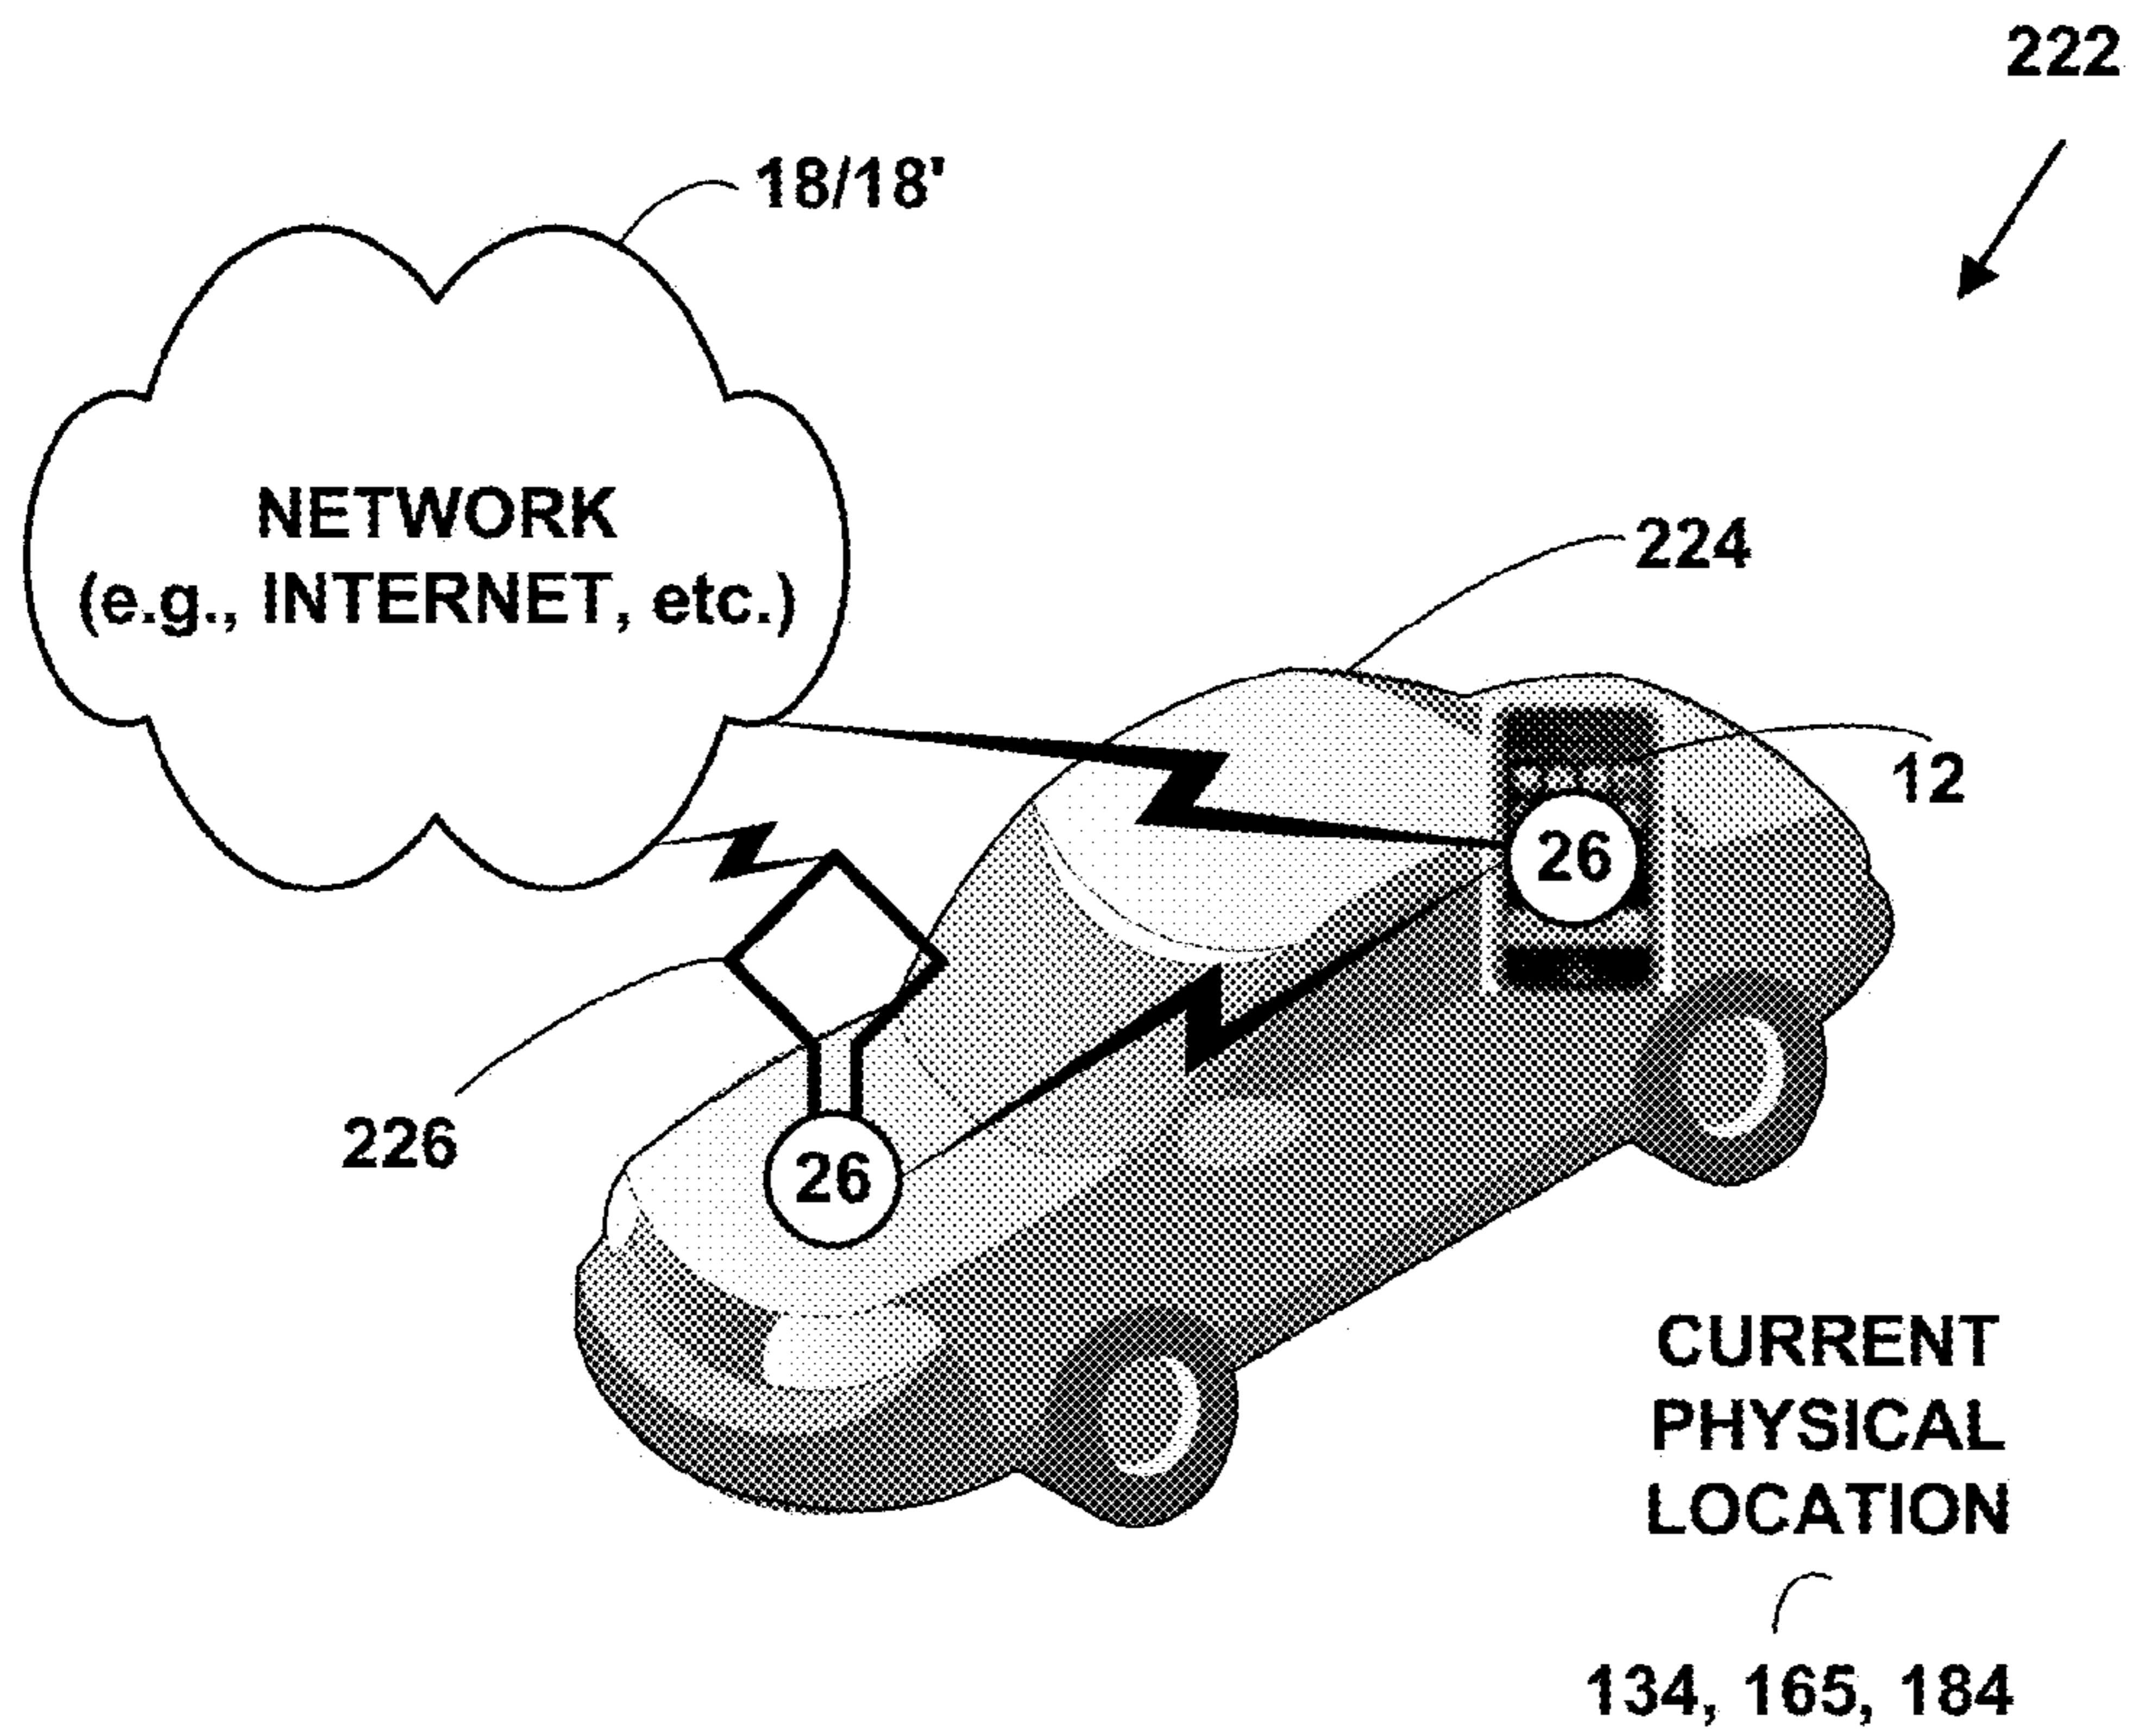 222
18/18'
NETWORK
(e.g., INTERNET, etc.)
224
12
26
226
26
CURRENT
PHYSICAL
LOCATION
134, 165, 184